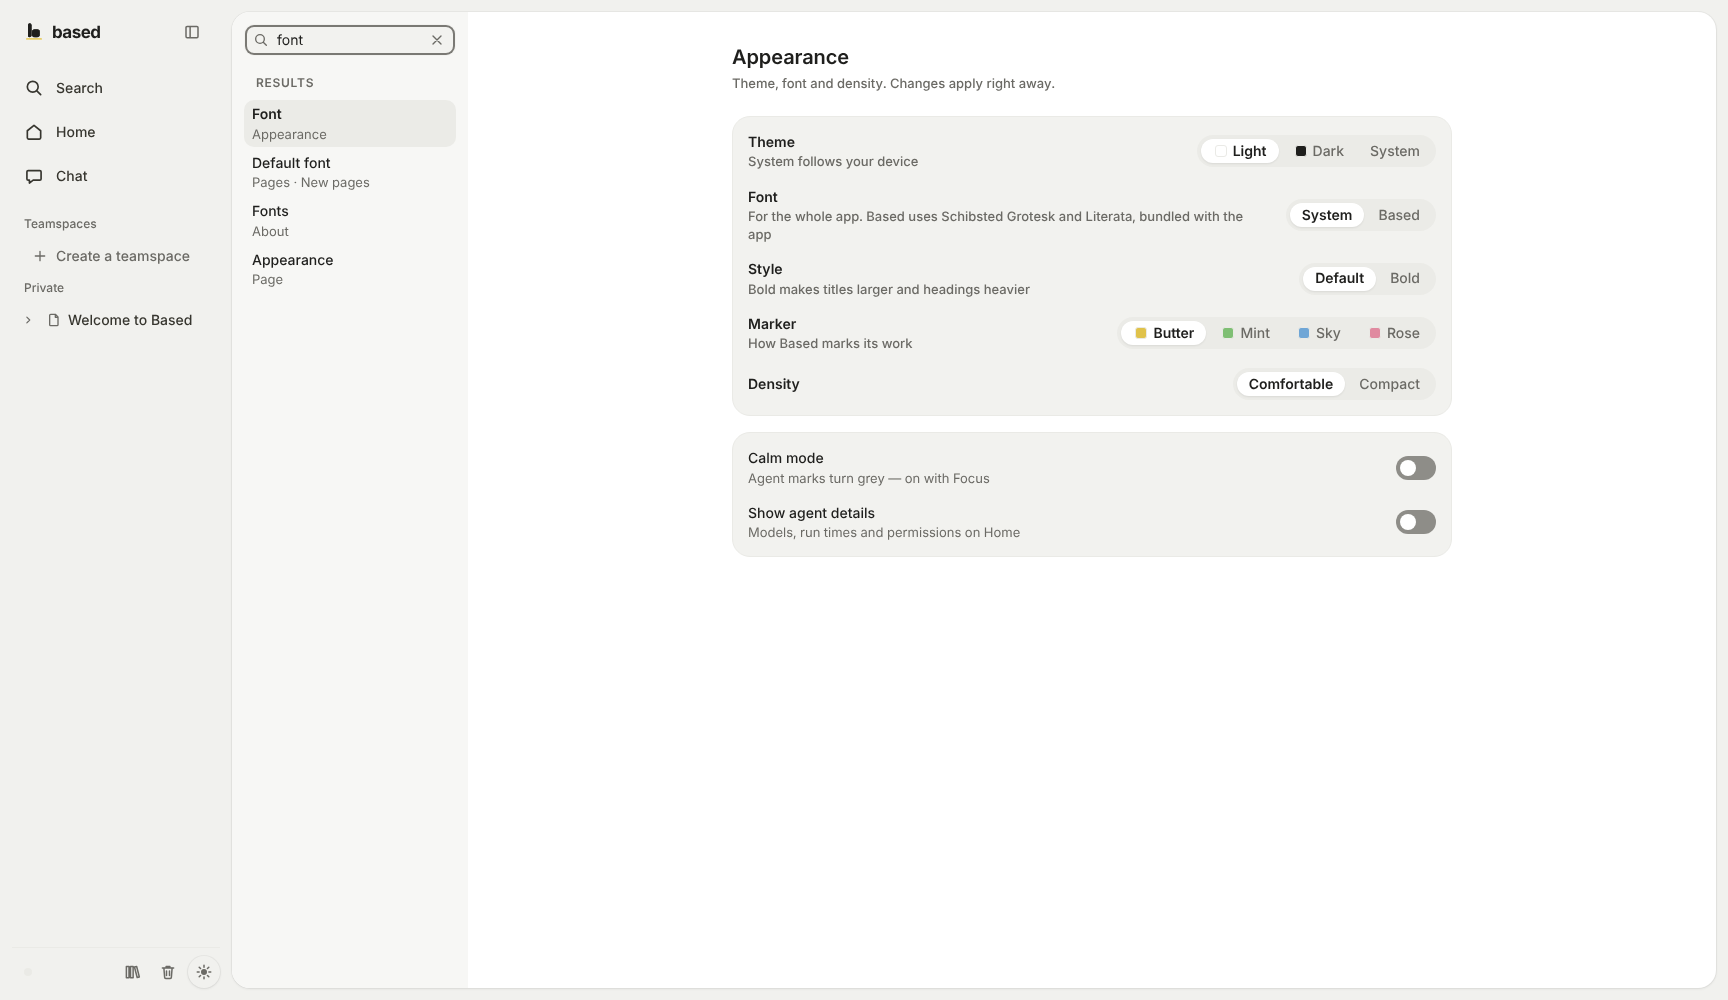 based
Search
Home
Chat
Teamspaces
Create a teamspace
Private
Welcome to Based
font
RESULTS
Font
Appearance
Default font
Pages · New pages
Fonts
About
Appearance
Page
Appearance
Theme, font and density. Changes apply right away.
Theme
System follows your device
Light Dark System
Font
For the whole app. Based uses Schibsted Grotesk and Literata, bundled with the
app
System Based
Style
Bold makes titles larger and headings heavier
Default Bold
Marker
How Based marks its work
Butter Mint Sky Rose
Density
Comfortable Compact
Calm mode
Agent marks turn grey — on with Focus
Show agent details
Models, run times and permissions on Home